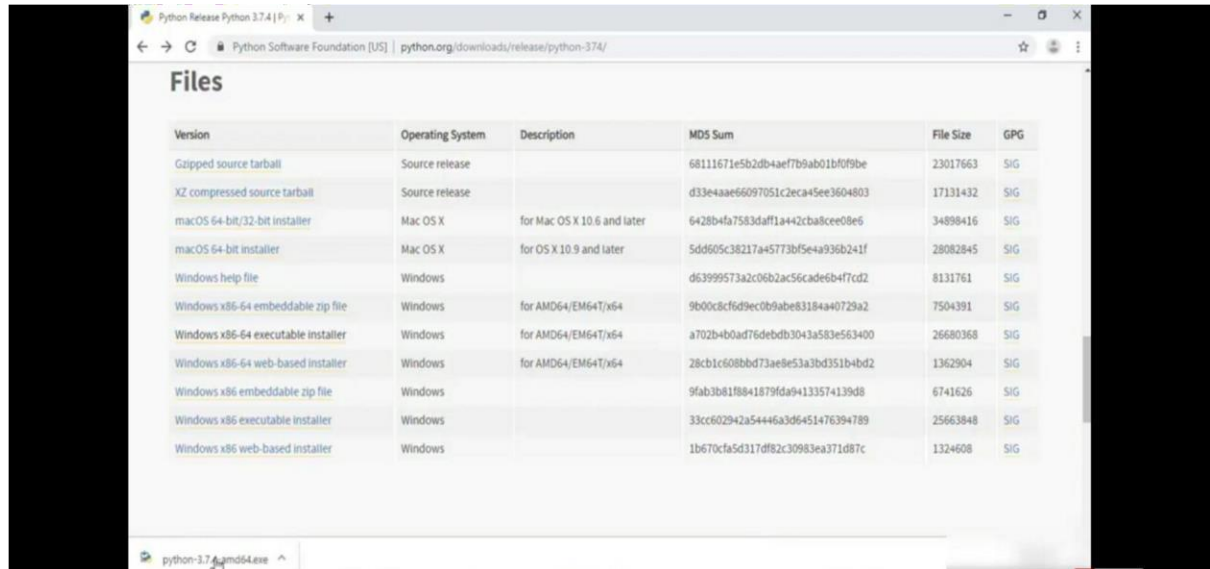 Python Release Python 3.7.4 | Py
Python Software Foundation [US] | python.org/downloads/release/python-374/
Files
Version Operating System Description MD5 Sum File Size GPG
Gzipped source tarball Source release 68111671e5b2db4aef7b9ab01bf0f9be 23017663 SIG
XZ compressed source tarball Source release d33e4aae66097051c2eca45ee3604803 17131432 SIG
macOS 64-bit/32-bit installer Mac OS X for Mac OS X 10.6 and later 6428b4fa7583daff1a442cba8cee08e6 34898416 SIG
macOS 64-bit installer Mac OS X for OS X 10.9 and later 5dd605c38217a45773bf5e4a936b241f 28082845 SIG
Windows help file Windows d63999573a2c06b2ac56cade6b4f7cd2 8131761 SIG
Windows x86-64 embeddable zip file Windows for AMD64/EM64T/x64 9b00c8cf6d9ec0b9abe83184a40729a2 7504391 SIG
Windows x86-64 executable installer Windows for AMD64/EM64T/x64 a702b4b0ad76debdb3043a583e563400 26680368 SIG
Windows x86-64 web-based installer Windows for AMD64/EM64T/x64 28cb1c608bbd73ae8e53a3bd351b4bd2 1362904 SIG
Windows x86 embeddable zip file Windows 9fab3b81f8841879fda94133574139d8 6741626 SIG
Windows x86 executable installer Windows 33cc602942a54446a3d6451476394789 25663848 SIG
Windows x86 web-based installer Windows 1b670cfa5d317df82c30983ea371d87c 1324608 SIG
python-3.7.4-amd64.exe